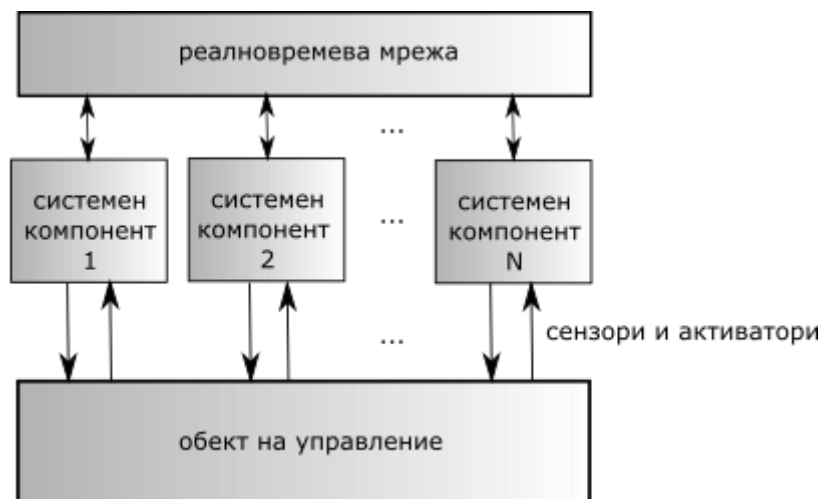 реалновремева мрежа
...
системен
компонент
1
системен
компонент
2
...
системен
компонент
N
...
сензори и активатори
обект на управление